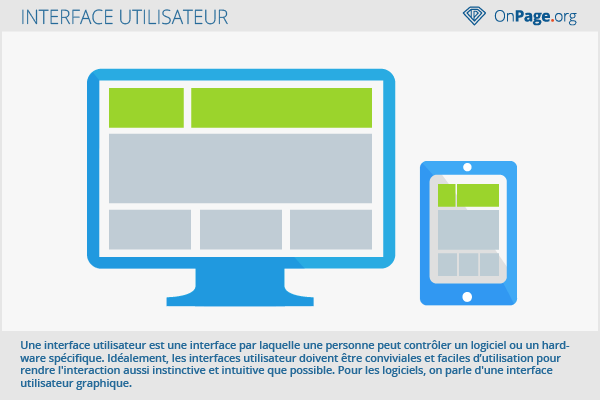 INTERFACE UTILISATEUR
OnPage.org
Une interface utilisateur est une interface par laquelle une personne peut contrôler un logiciel ou un hard-
ware spécifique. Idéalement, les interfaces utilisateur doivent être conviviales et faciles d’utilisation pour
rendre l'interaction aussi instinctive et intuitive que possible. Pour les logiciels, on parle d'une interface
utilisateur graphique.